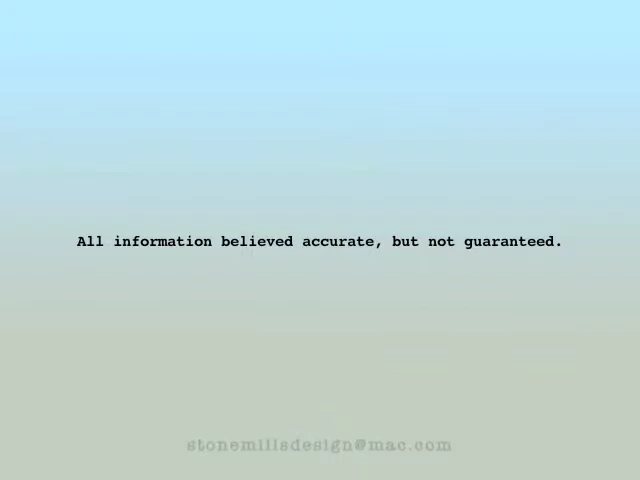 All information believed accurate, but not guaranteed.
stonemillsdesign@mac.com